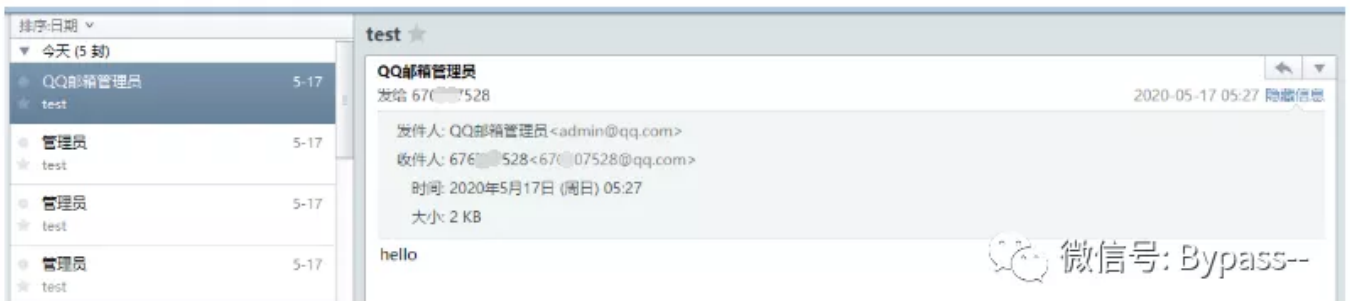 排序:日期
今天 (5 封)
QQ邮箱管理员 5-17
test
管理员 5-17
test
管理员 5-17
test
管理员 5-17
test
test
QQ邮箱管理员
发给 676 07528
2020-05-17 05:27 隐藏信息
发件人: QQ邮箱管理员<admin@qq.com>
收件人: 676 528<67 07528@qq.com>
时间: 2020年5月17日 (周日) 05:27
大小: 2 KB
hello
微信号: Bypass--